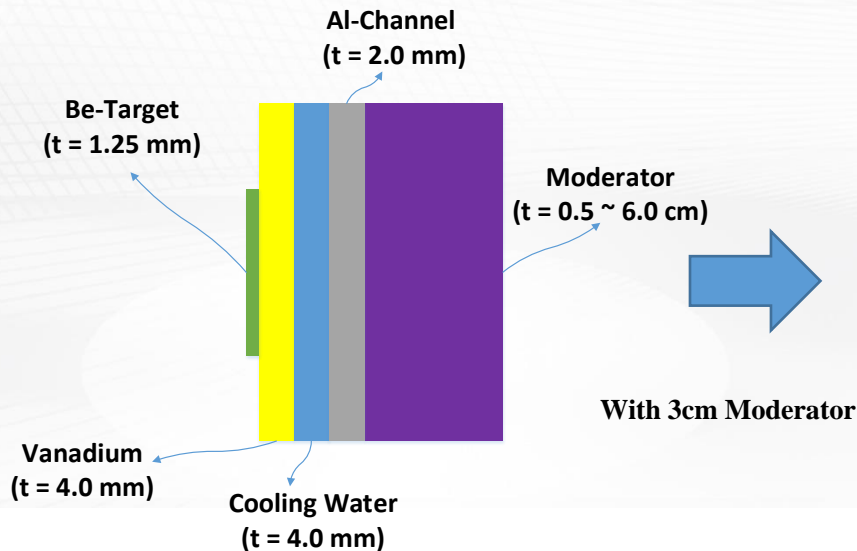 Al-Channel
(t = 2.0 mm)
Be-Target
(t = 1.25 mm)
Moderator
(t = 0.5 ~ 6.0 cm)
With 3cm Moderator
Vanadium
(t = 4.0 mm)
Cooling Water
(t = 4.0 mm)